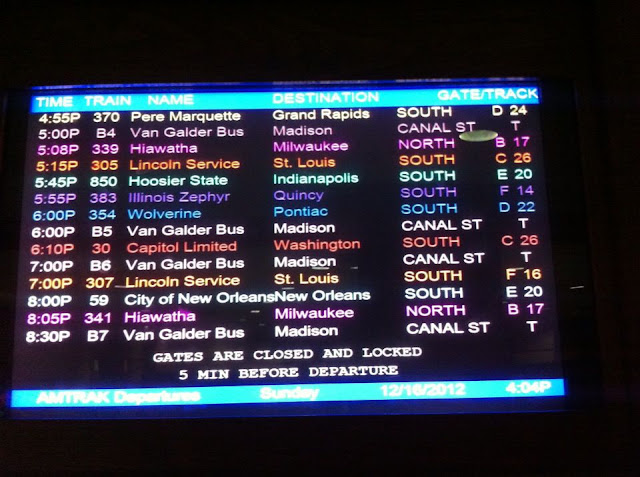 TIME TRAIN NAME DESTINATION GATE/TRACK
4:55P 370 Pere Marquette Grand Rapids SOUTH D 24
5:00P B4 Van Galder Bus Madison CANAL ST T
5:08P 339 Hiawatha Milwaukee NORTH B 17
5:15P 305 Lincoln Service St. Louis SOUTH C 26
5:45P 850 Hoosier State Indianapolis SOUTH E 20
5:55P 383 Illinois Zephyr Quincy SOUTH F 14
6:00P 354 Wolverine Pontiac SOUTH D 22
6:00P B5 Van Galder Bus Madison CANAL ST T
6:10P 30 Capitol Limited Washington SOUTH C 26
7:00P B6 Van Galder Bus Madison CANAL ST T
7:00P 307 Lincoln Service St. Louis SOUTH F 16
8:00P 59 City of New Orleans New Orleans SOUTH E 20
8:05P 341 Hiawatha Milwaukee NORTH B 17
8:30P B7 Van Galder Bus Madison CANAL ST T
GATES ARE CLOSED AND LOCKED
5 MIN BEFORE DEPARTURE
AMTRAK Departures Sunday 12/16/2012 4:04P